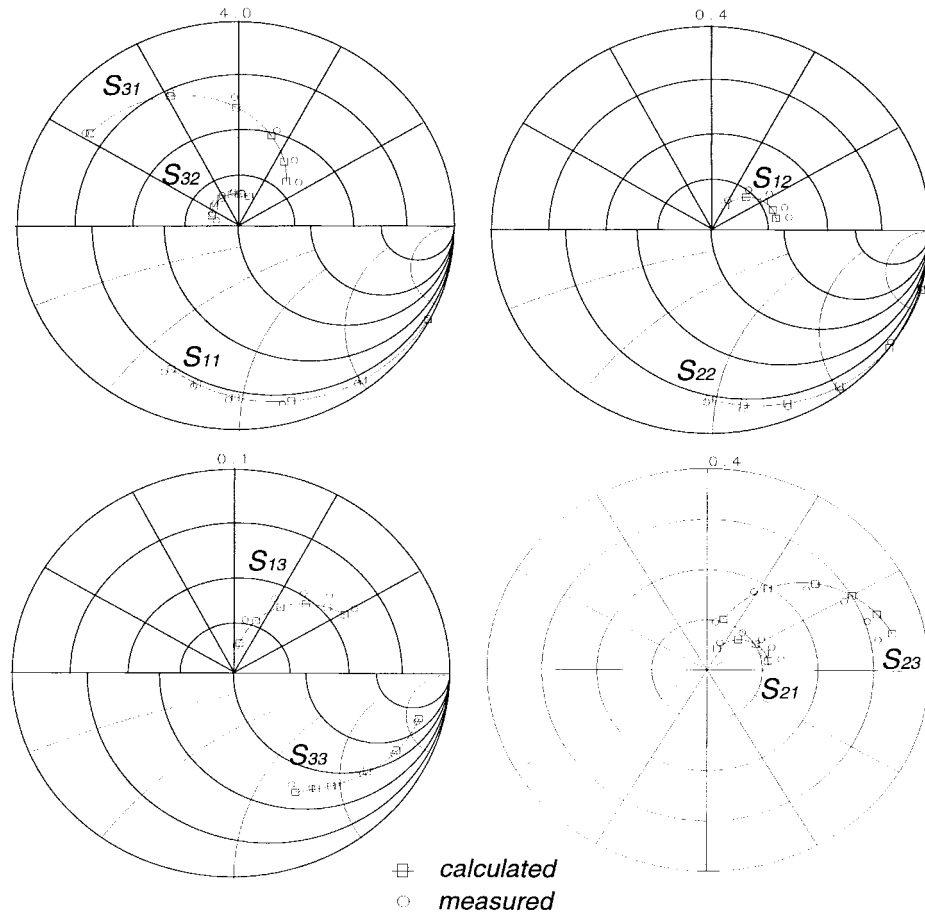 4.0
S31
S32
S11
0.4
S12
S22
0.1
S13
S33
0.4
S23
S21
calculated
measured